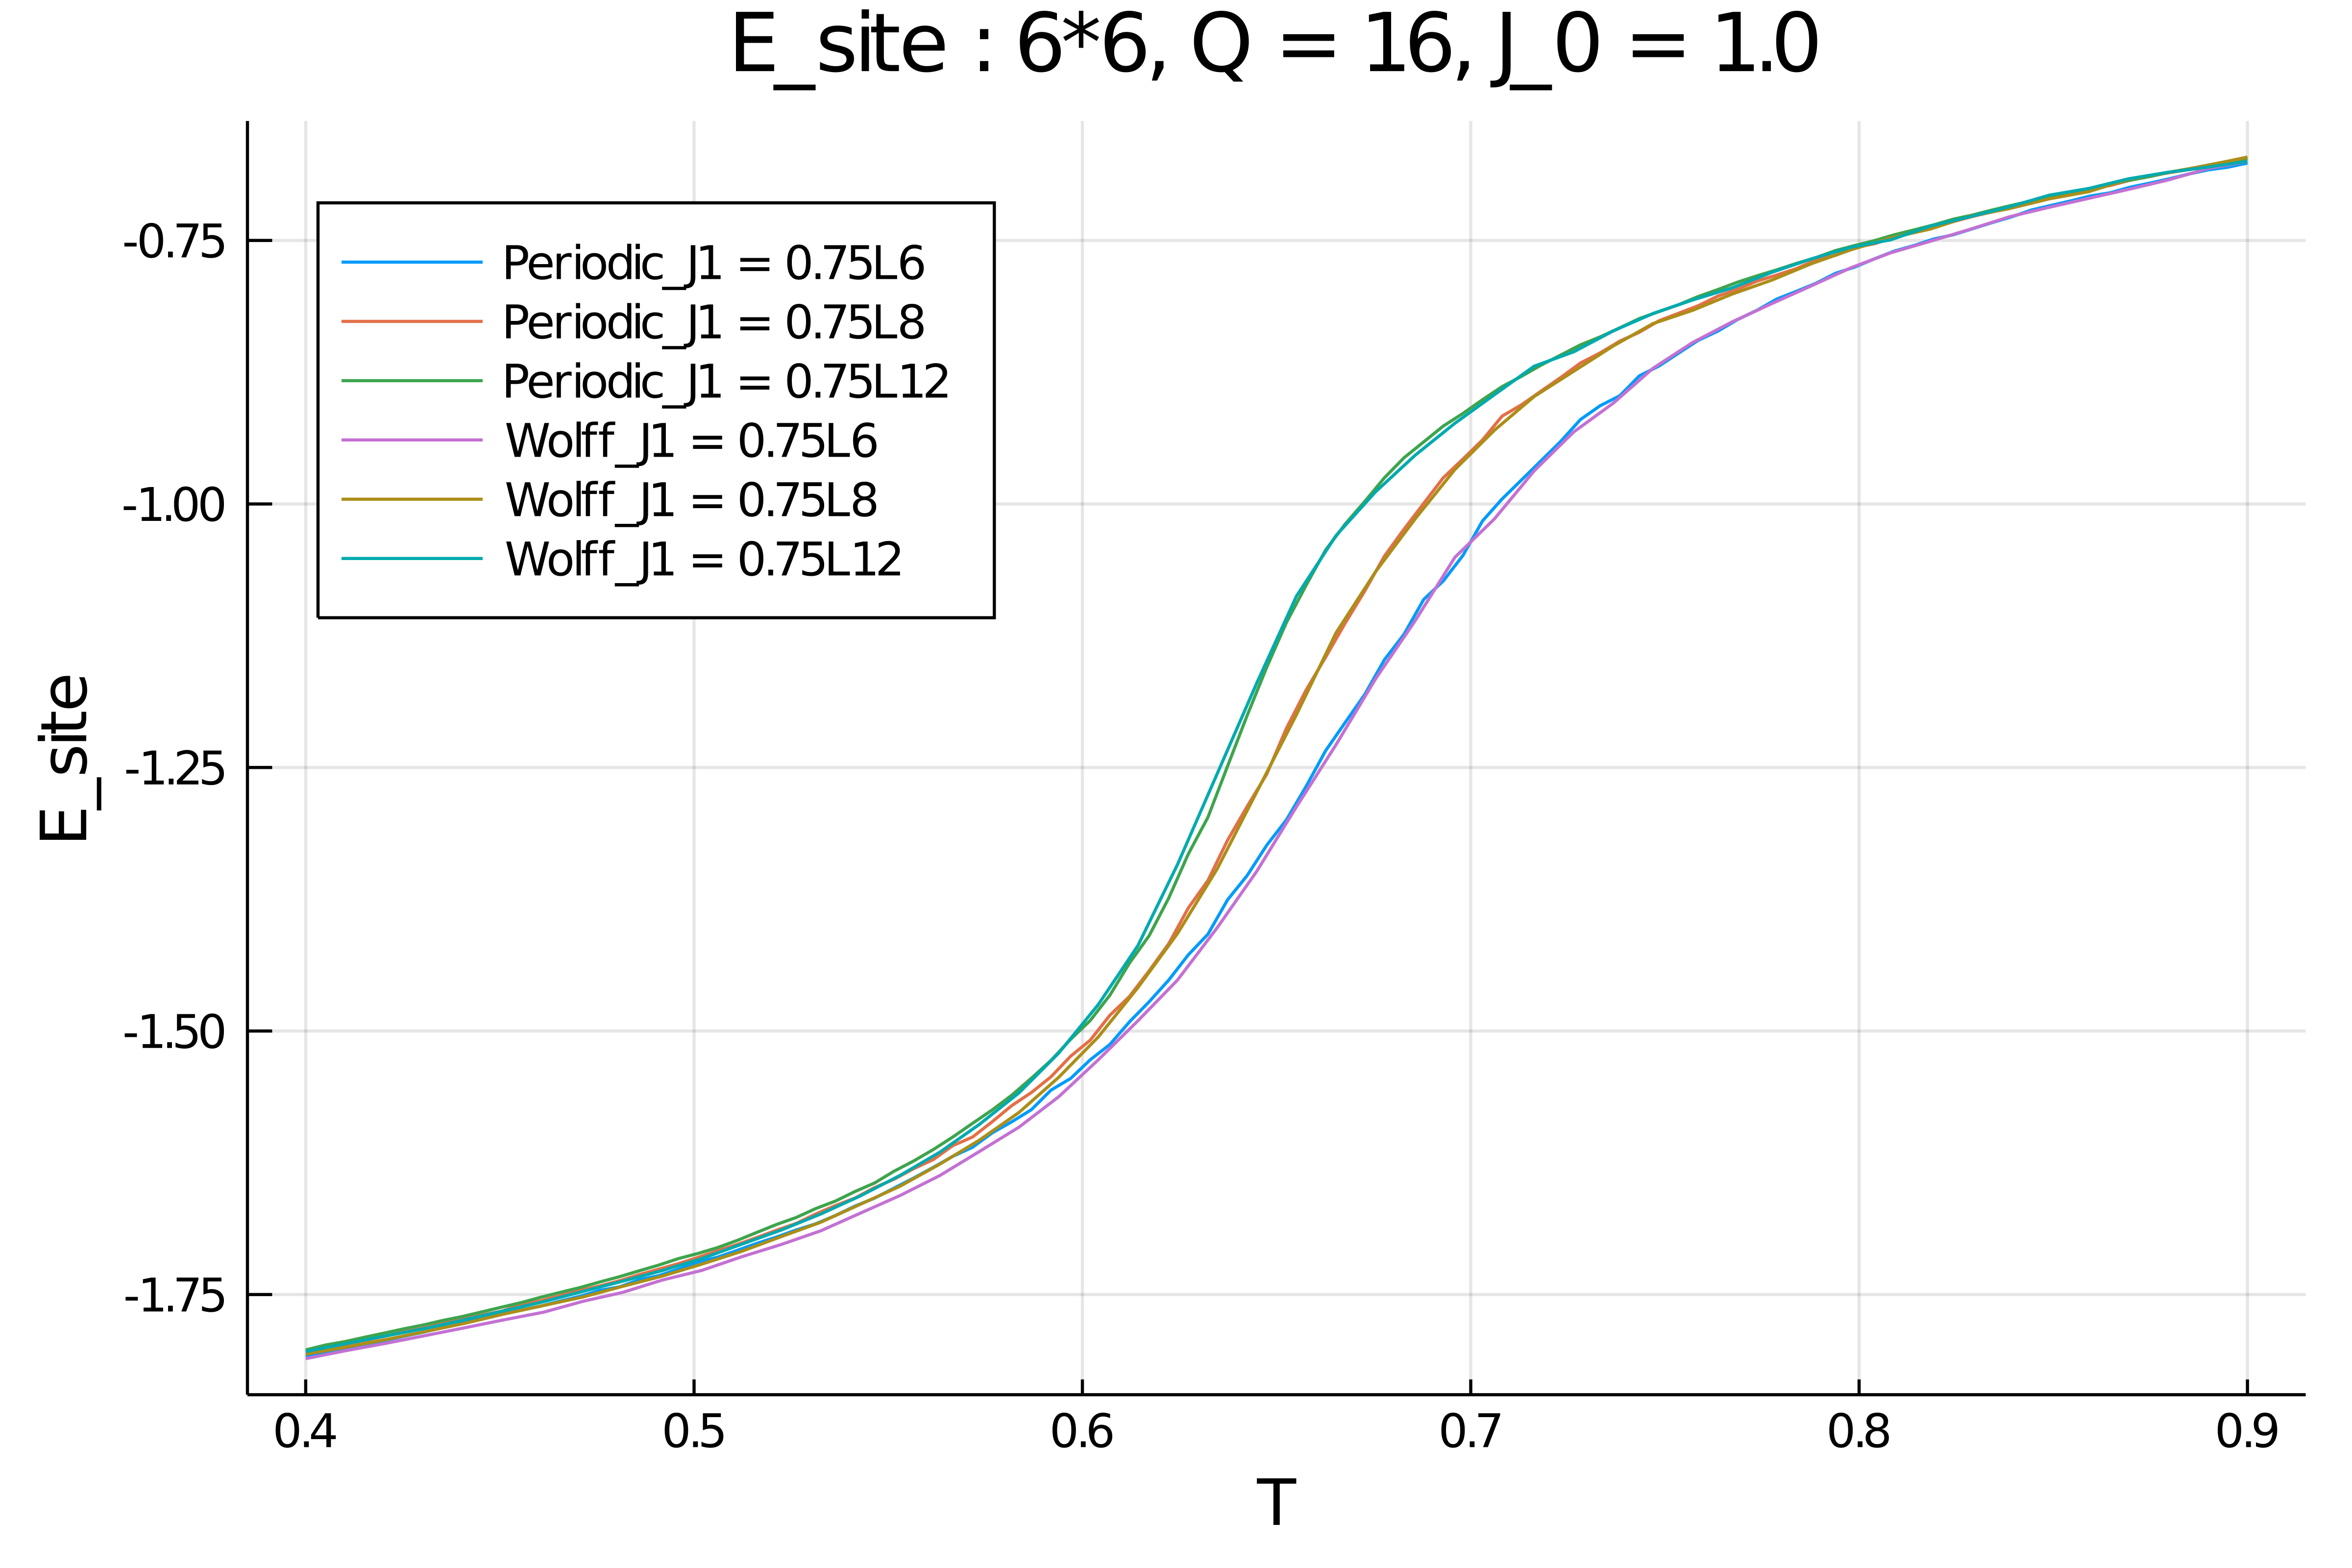 E_site : 6*6, Q = 16, J_0 = 1.0
Periodic_J1 = 0.75L6
Periodic_J1 = 0.75L8
Periodic_J1 = 0.75L12
Wolff_J1 = 0.75L6
Wolff_J1 = 0.75L8
Wolff_J1 = 0.75L12
E_site
-0.75
-1.00
-1.25
-1.50
-1.75
0.4 0.5 0.6 0.7 0.8 0.9
T